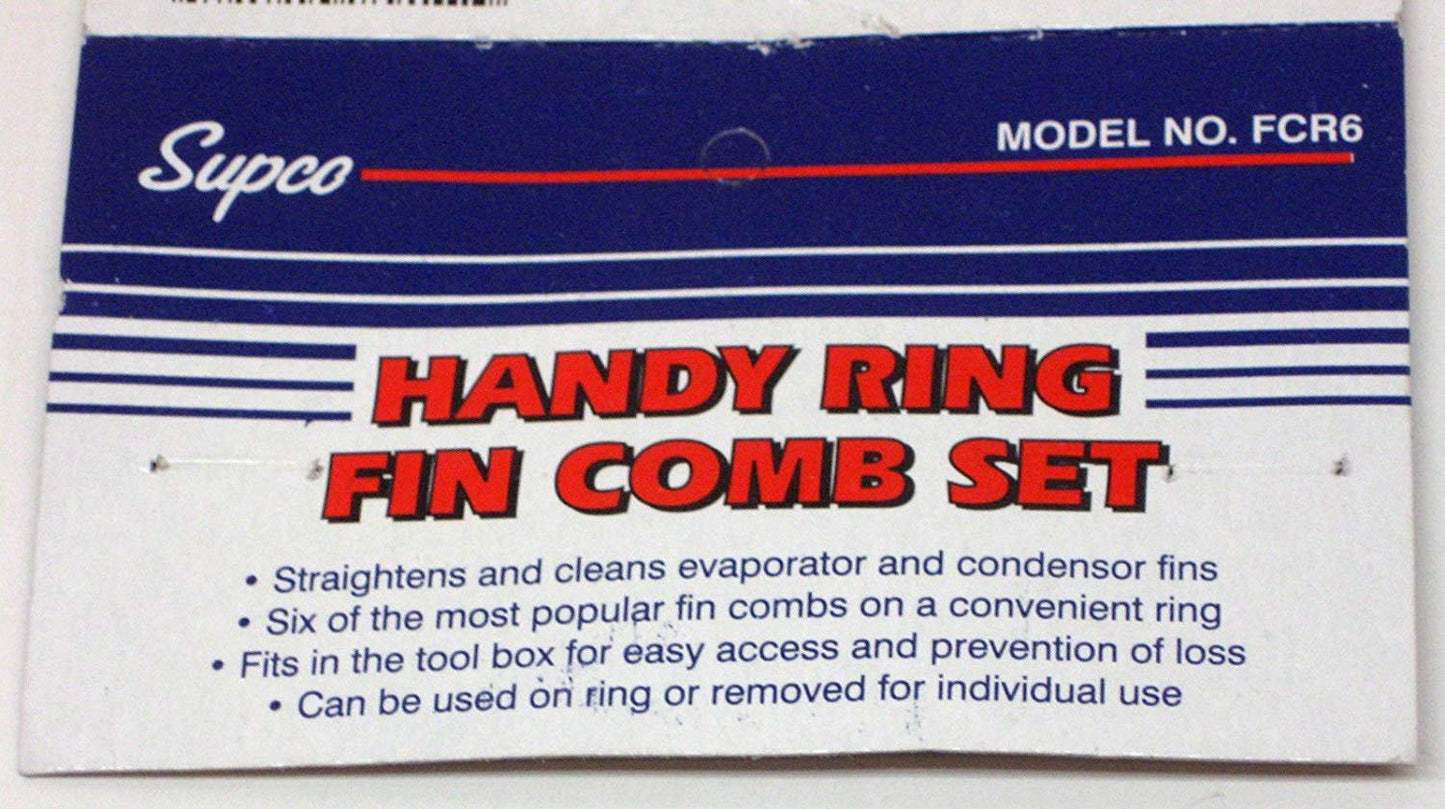 Supco
MODEL NO. FCR6
HANDY RING
FIN COMB SET
• Straightens and cleans evaporator and condensor fins
• Six of the most popular fin combs on a convenient ring
• Fits in the tool box for easy access and prevention of loss
• Can be used on ring or removed for individual use